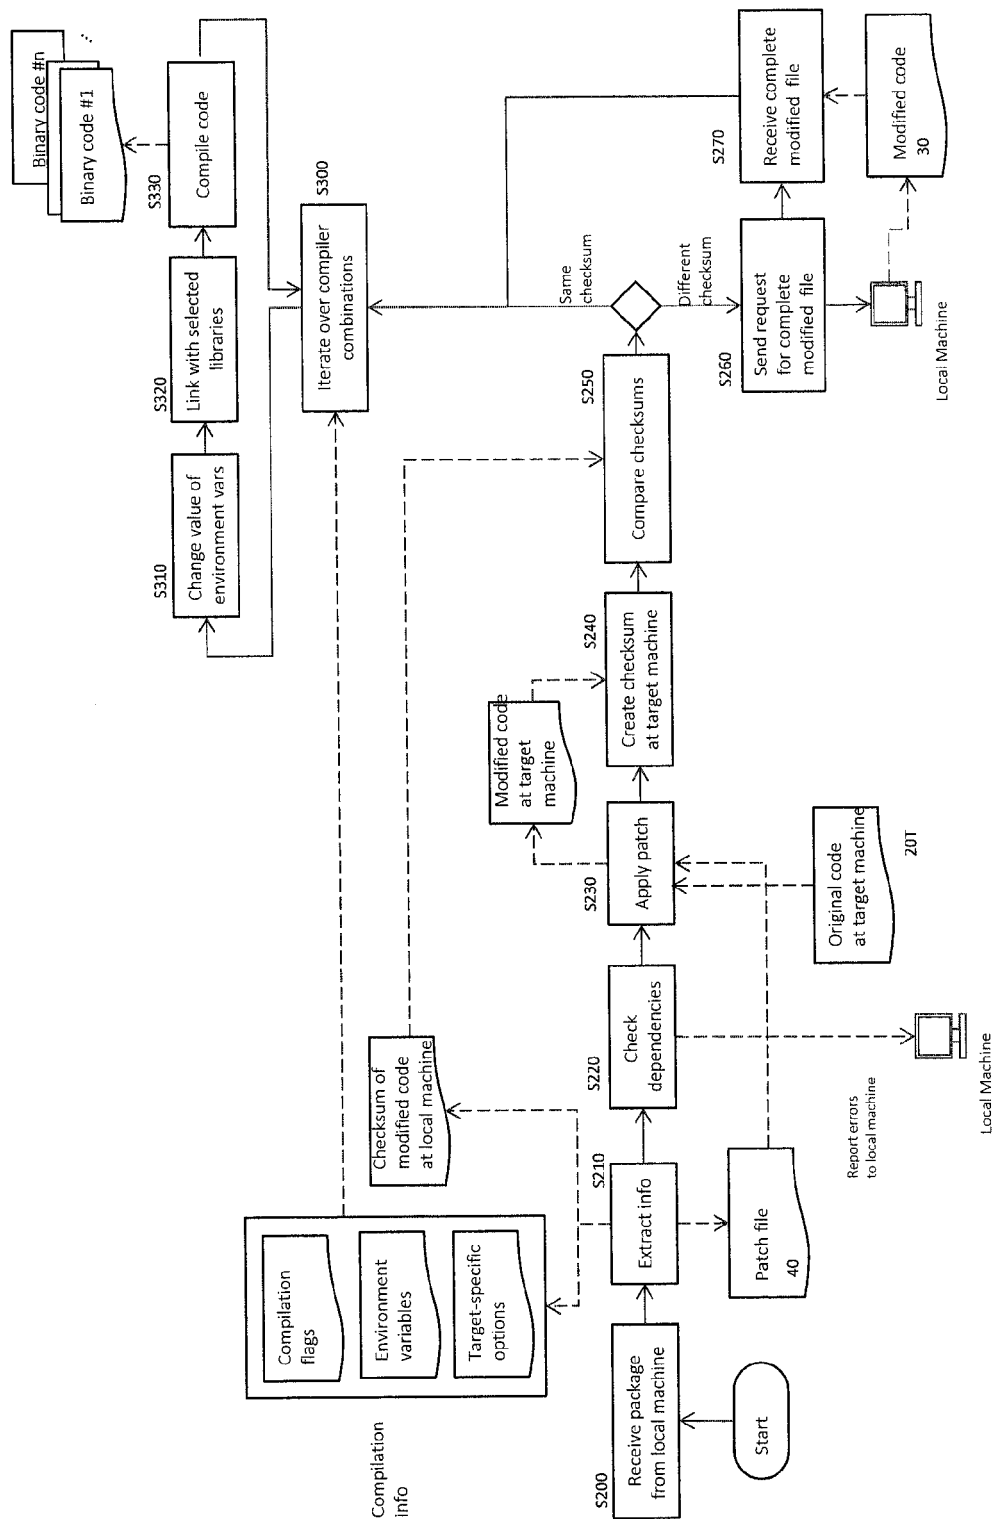 Start
S200
Receive package
from local machine
Compilation
info
Compilation
flags
Environment
variables
Target-specific
options
S210
Extract info
Patch file
40
Checksum of
modified code
at local machine
S220
Check
dependencies
Report errors
to local machine
Local Machine
S230
Apply patch
Original code
at target machine
20T
Modified code
at target
machine
S240
Create checksum
at target machine
S250
Compare checksums
Same
checksum
Different
checksum
S260
Send request
for complete
modified file
Local Machine
S270
Receive complete
modified file
Modified code
30
S300
Iterate over compiler
combinations
S310
Change value of
environment vars
S320
Link with selected
libraries
S330
Compile code
Binary code #1
Binary code #n
...